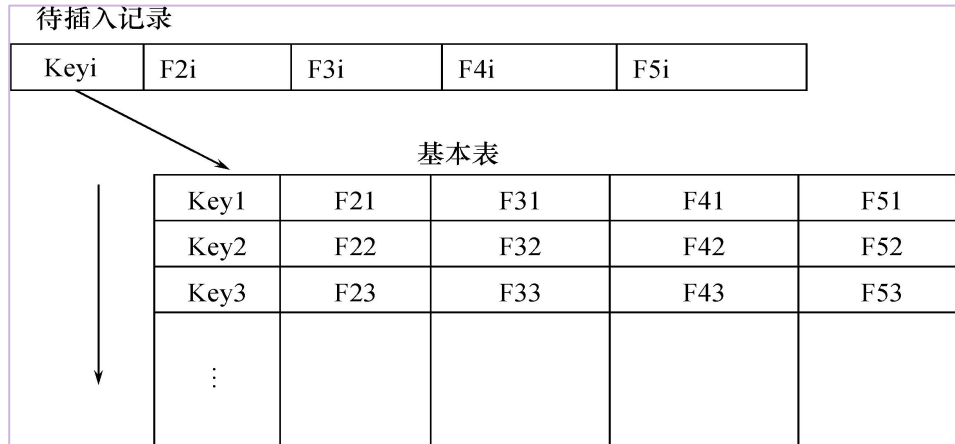 待插入记录
Keyi F2i F3i F4i F5i
基本表
Key1 F21 F31 F41 F51
Key2 F22 F32 F42 F52
Key3 F23 F33 F43 F53
⋮